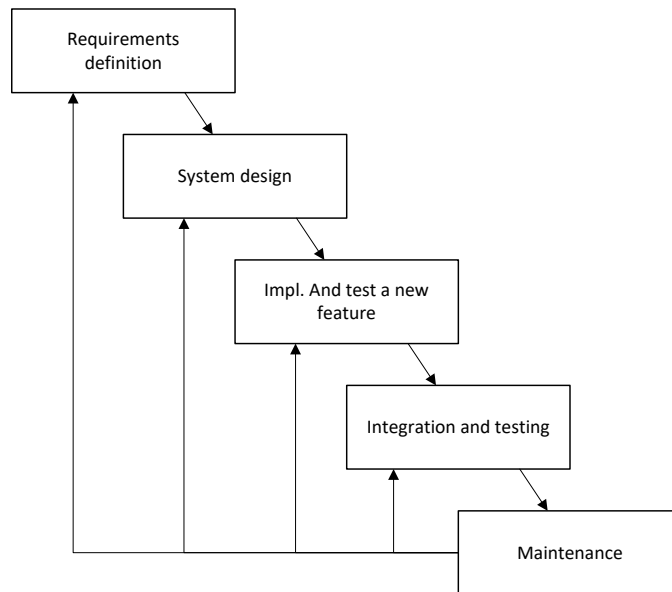 Requirements
definition
System design
Impl. And test a new
feature
Integration and testing
Maintenance